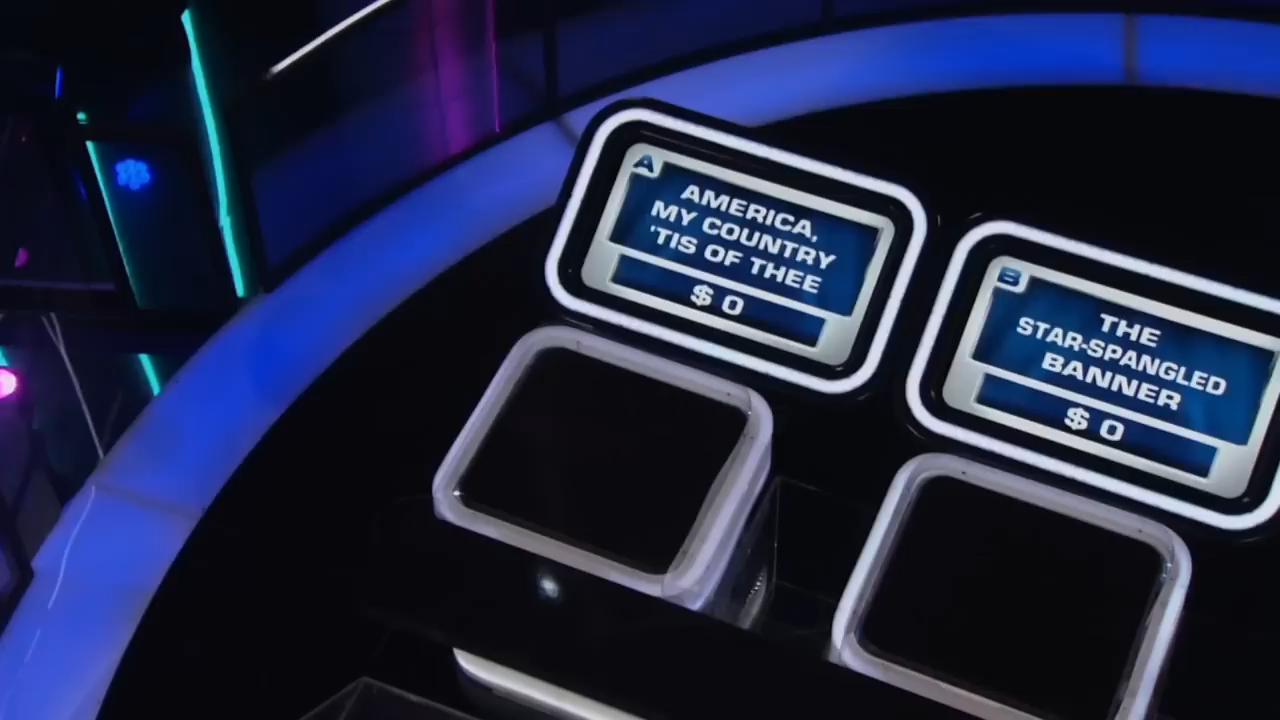 A
AMERICA,
MY COUNTRY
'TIS OF THEE
$ 0
B
THE
STAR-SPANGLED
BANNER
$ 0